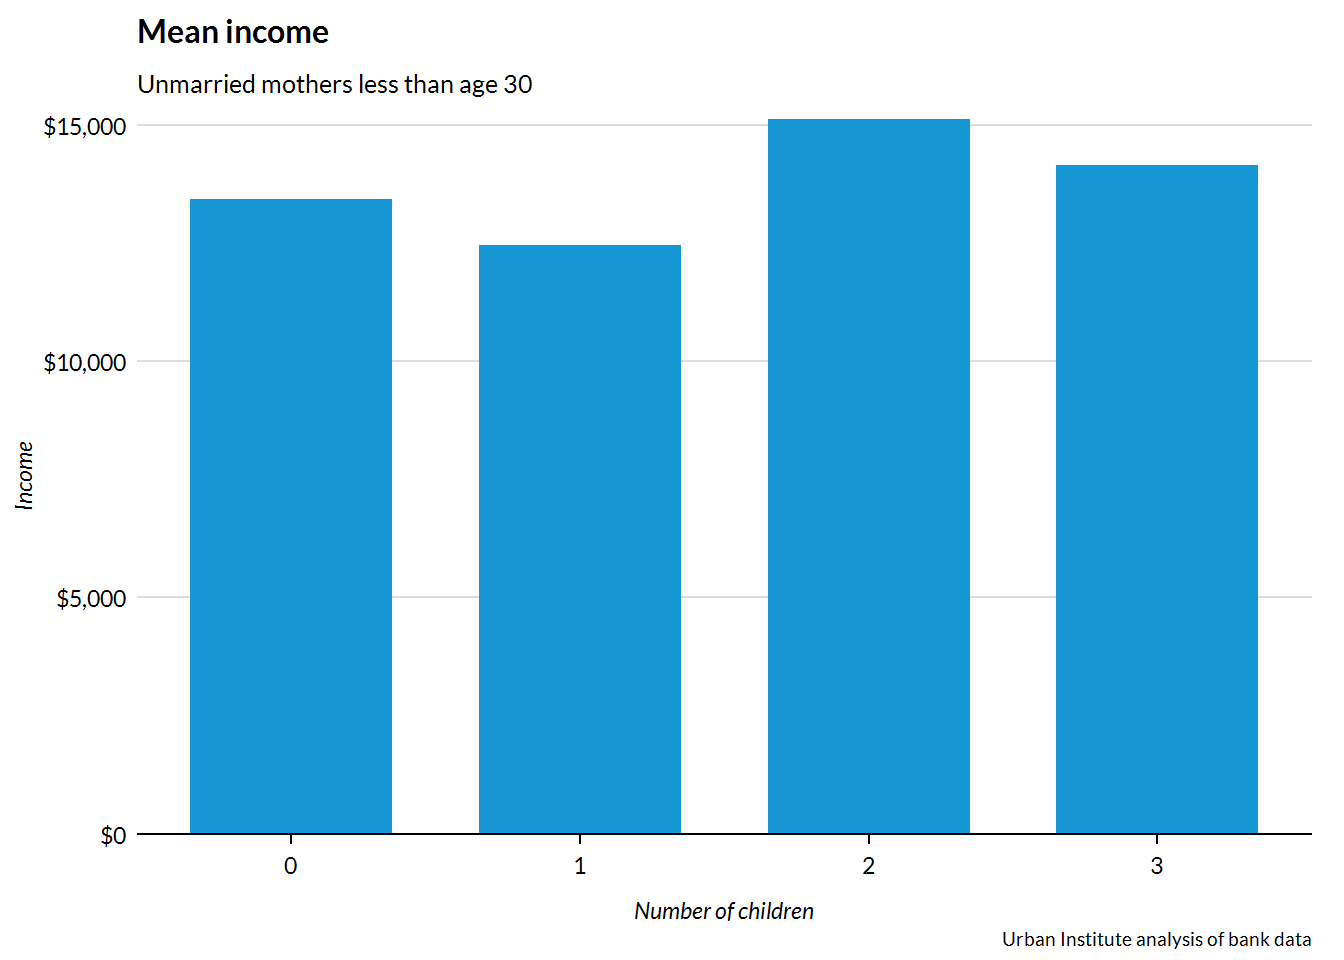 Mean income
Unmarried mothers less than age 30
$15,000
$10,000
$5,000
$0
Income
0 1 2 3
Number of children
Urban Institute analysis of bank data